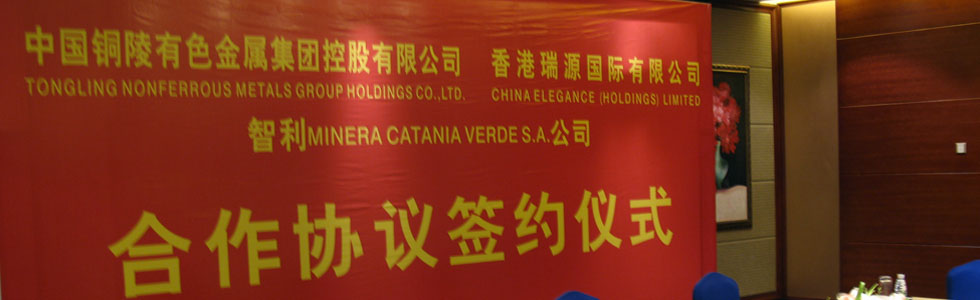 中国铜陵有色金属集团控股有限公司 香港瑞源国际有限公司
TONGLING NONFERROUS METALS GROUP HOLDINGS CO.,LTD. CHINA ELEGANCE (HOLDINGS) LIMITED
智利MINERA CATANIA VERDE S.A.公司
合作协议签约仪式